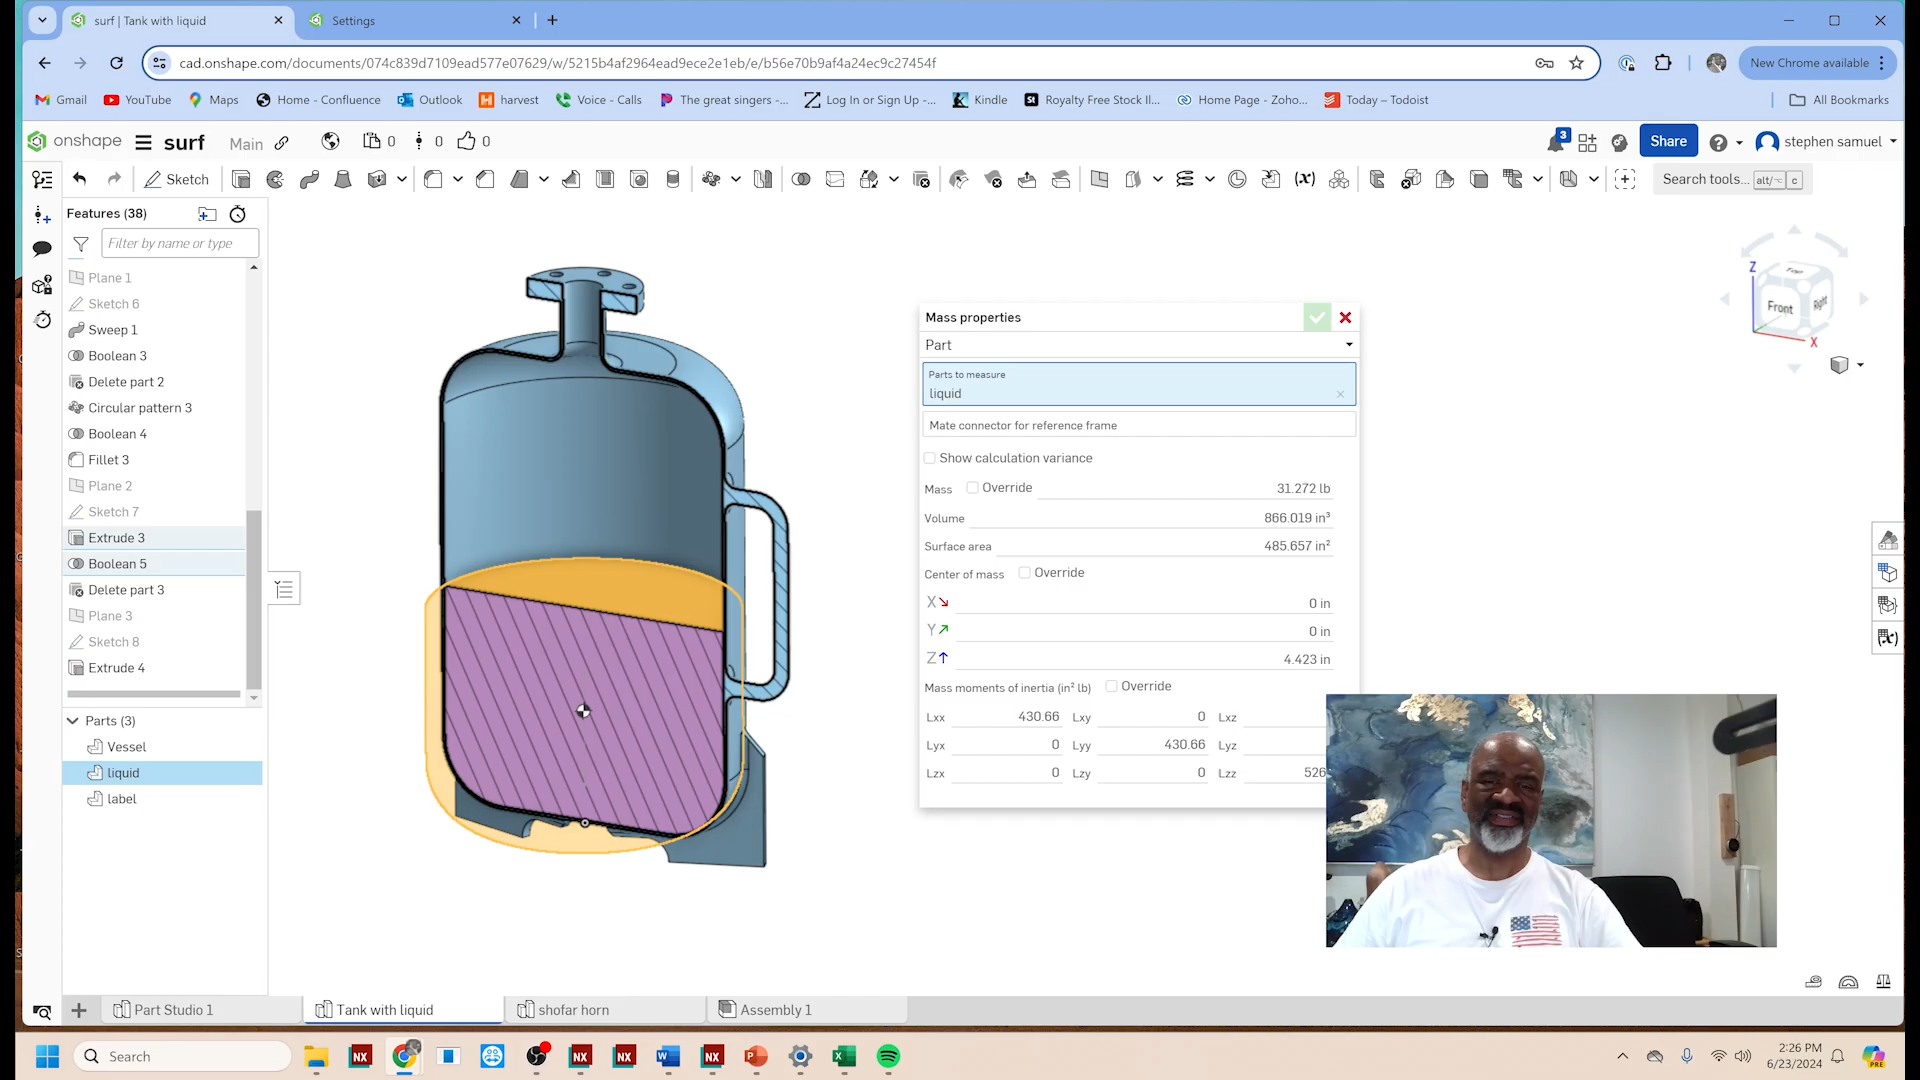 surf | Tank with liquid
Settings
cad.onshape.com/documents/074c839d7109ead577e07629/w/5215b4af2964ead9ece2e1eb/e/b56e70b9af4a24ec9c27454f
New Chrome available
Gmail YouTube Maps Home - Confluence Outlook harvest Voice - Calls The great singers -... Log In or Sign Up -... Kindle Royalty Free Stock Il... Home Page - Zoho... Today – Todoist All Bookmarks
onshape surf Main 0 0 0 3 Share stephen samuel
Sketch Search tools... alt/⌥ c
Features (38)
Filter by name or type
Plane 1
Sketch 6
Sweep 1
Boolean 3
Delete part 2
Circular pattern 3
Boolean 4
Fillet 3
Plane 2
Sketch 7
Extrude 3
Boolean 5
Delete part 3
Plane 3
Sketch 8
Extrude 4
Parts (3)
Vessel
liquid
label
Mass properties
Part
Parts to measure
liquid
Mate connector for reference frame
Show calculation variance
Mass Override 31.272 lb
Volume 866.019 in³
Surface area 485.657 in²
Center of mass Override
X 0 in
Y 0 in
Z 4.423 in
Mass moments of inertia (in² lb) Override
Lxx 430.66 Lxy 0 Lxz
Lyx 0 Lyy 430.66 Lyz
Lzx 0 Lzy 0 Lzz 526
Z
Top
Front
Right
X
Part Studio 1
Tank with liquid
shofar horn
Assembly 1
Search
2:26 PM
6/23/2024